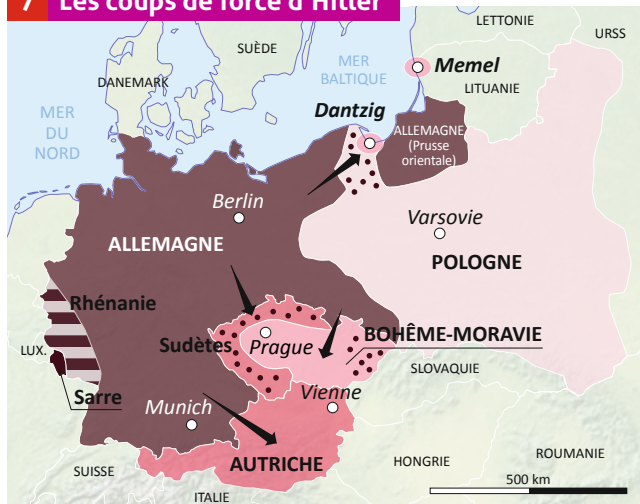 7 Les coups de force d'Hitler
LETTONIE
URSS
SUÈDE
MER
BALTIQUE
Memel
DANEMARK
LITUANIE
MER
DU
NORD
Dantzig
ALLEMAGNE
(Prusse
orientale)
Berlin
Varsovie
ALLEMAGNE
POLOGNE
Rhénanie
Sudètes
Prague
BOHÊME-MORAVIE
LUX.
SLOVAQUIE
Sarre
Munich
Vienne
AUTRICHE
HONGRIE
ROUMANIE
SUISSE
500 km
ITALIE